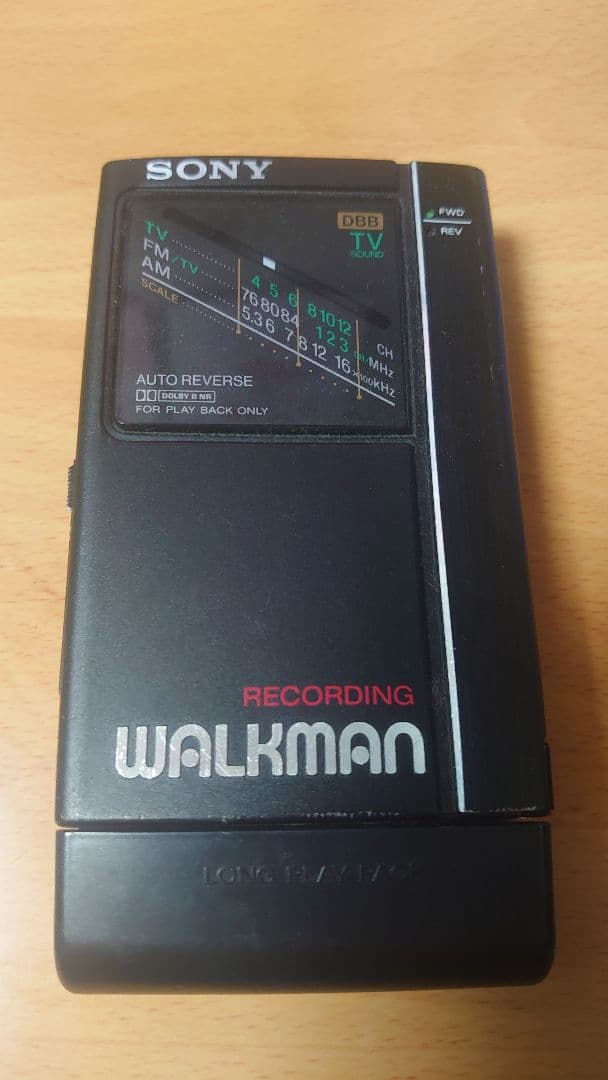 SONY
FWD
REV
DBB
TV
SOUND
TV
FM/TV
AM
SCALE
4 5 6 8 10 12
76 80 84 1 2 3 CH/MHz
5.3 6 7 8 12 16 ×100KHz
CH
AUTO REVERSE
DOLBY B NR
FOR PLAY BACK ONLY
RECORDING
WALKMAN
LONG PLAY PACK